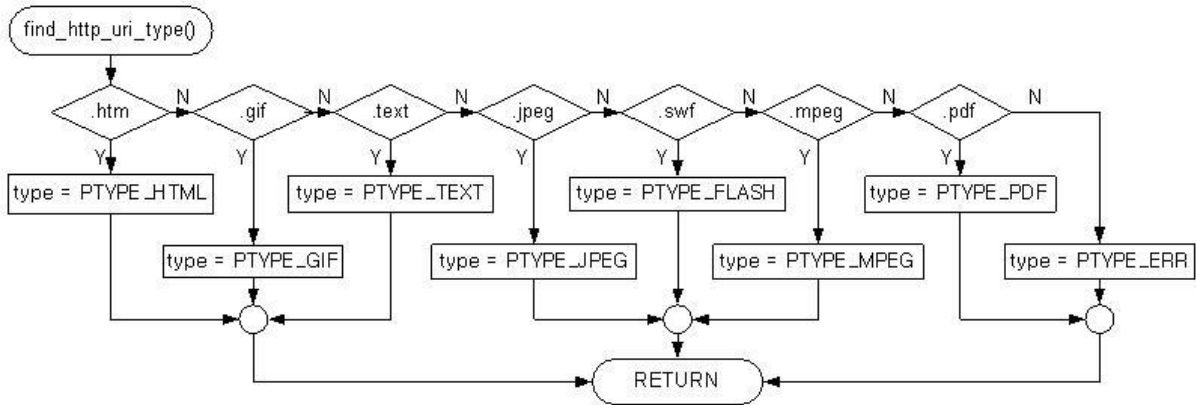 find_http_uri_type()
.htm
N
.gif
N
.text
N
.jpeg
N
.swf
N
.mpeg
N
.pdf
N
Y
Y
Y
Y
Y
Y
Y
type = PTYPE_HTML
type = PTYPE_TEXT
type = PTYPE_FLASH
type = PTYPE_PDF
type = PTYPE_GIF
type = PTYPE_JPEG
type = PTYPE_MPEG
type = PTYPE_ERR
RETURN